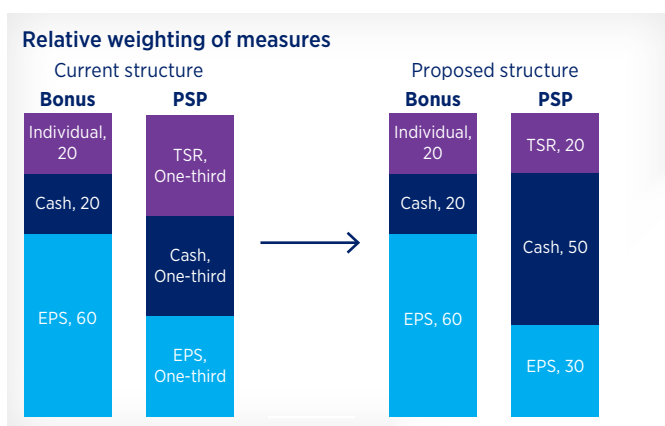 Relative weighting of measures
Current structure
Bonus
PSP
Individual,
20
Cash, 20
EPS, 60
TSR,
One-third
Cash,
One-third
EPS,
One-third
Proposed structure
Bonus
PSP
Individual,
20
Cash, 20
EPS, 60
TSR, 20
Cash, 50
EPS, 30